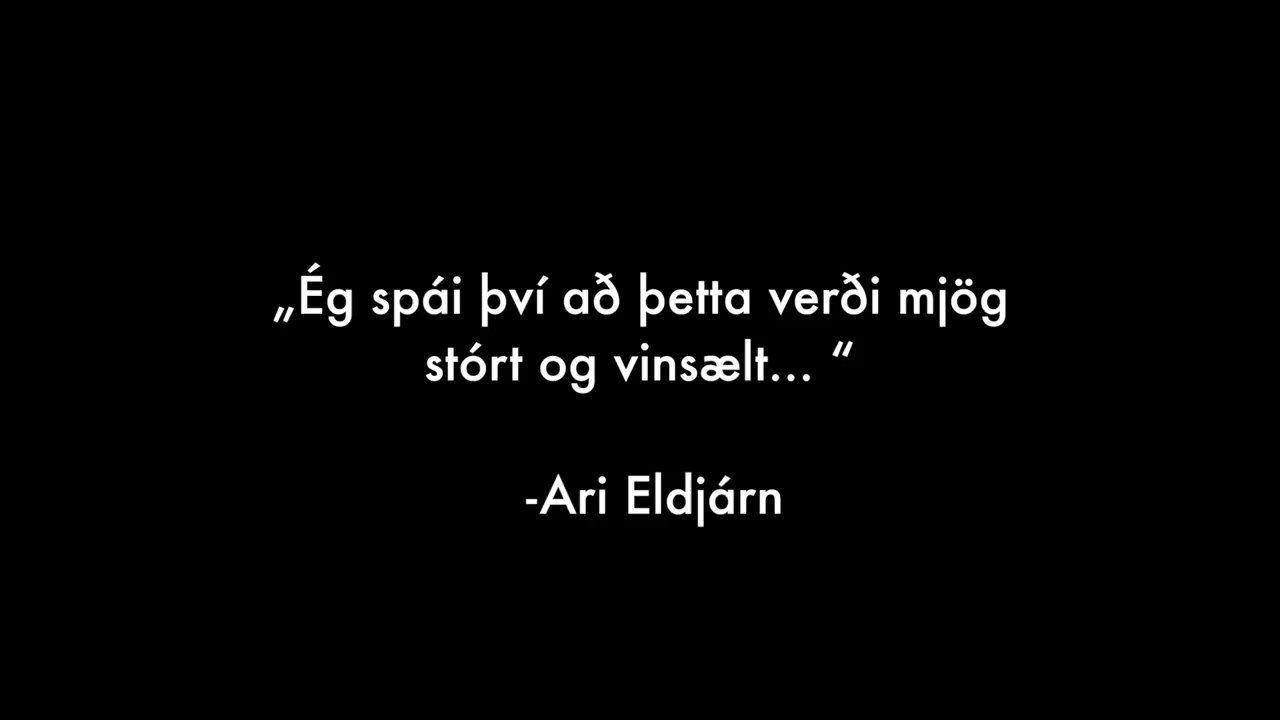 „Ég spái því að þetta verði mjög
stórt og vinsælt... “
-Ari Eldjárn